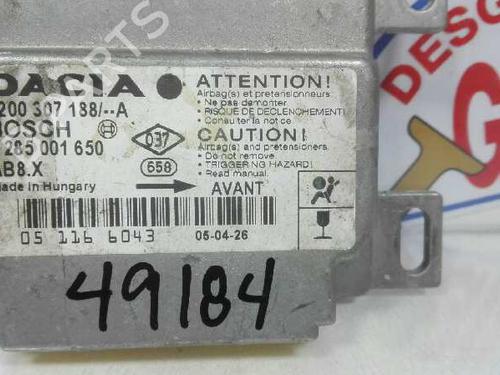 DACIA
ATTENTION!
Airbag(s) et pretensionneurs.
• Ne pas demonter.
• RISQUE DE DECLENCHEMENT!
• Consulter la notice
200 307 188/--A
BOSCH
285 001 650
AB8.X
Made in Hungary
037
658
CAUTION!
Airbag(s) and pretensioners.
• Do not remove.
• TRIGGERING HAZARD!
• Read manual.
AVANT
05 116 6043
05-04-26
49184
DESG